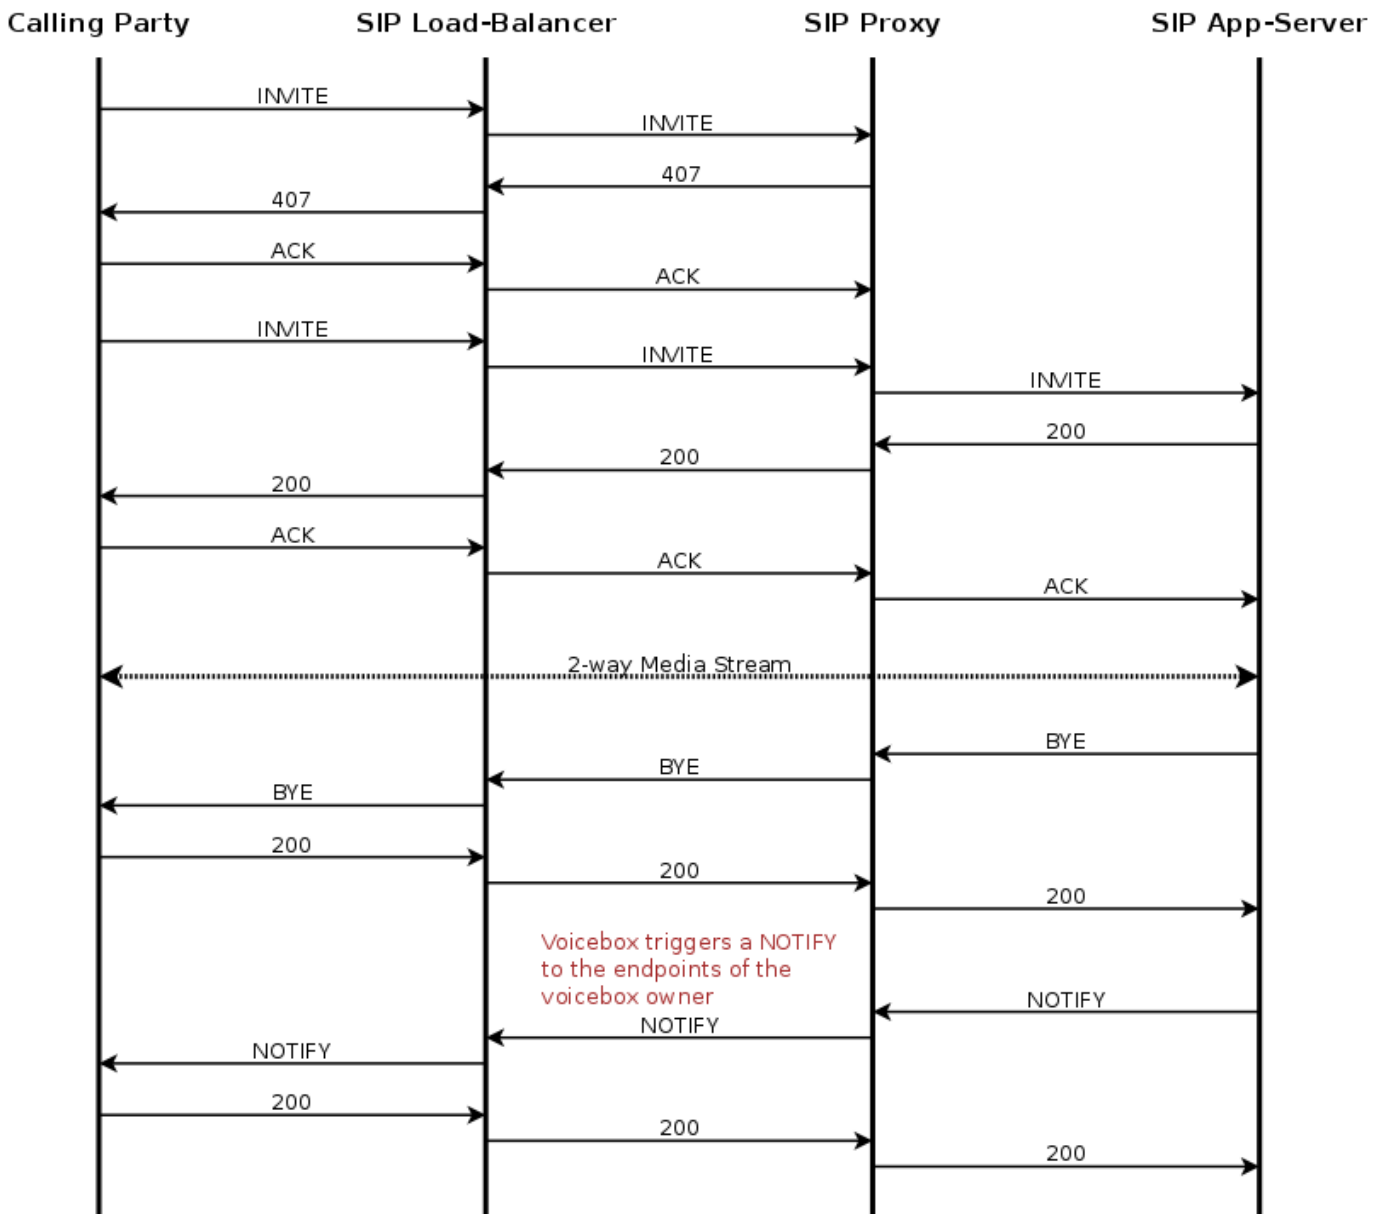 Calling Party SIP Load-Balancer SIP Proxy SIP App-Server
INVITE
INVITE
407
407
ACK
ACK
INVITE
INVITE
INVITE
200
200
200
ACK
ACK
ACK
2-way Media Stream
BYE
BYE
BYE
200
200
200
Voicebox triggers a NOTIFY
to the endpoints of the
voicebox owner
NOTIFY
NOTIFY
NOTIFY
200
200
200